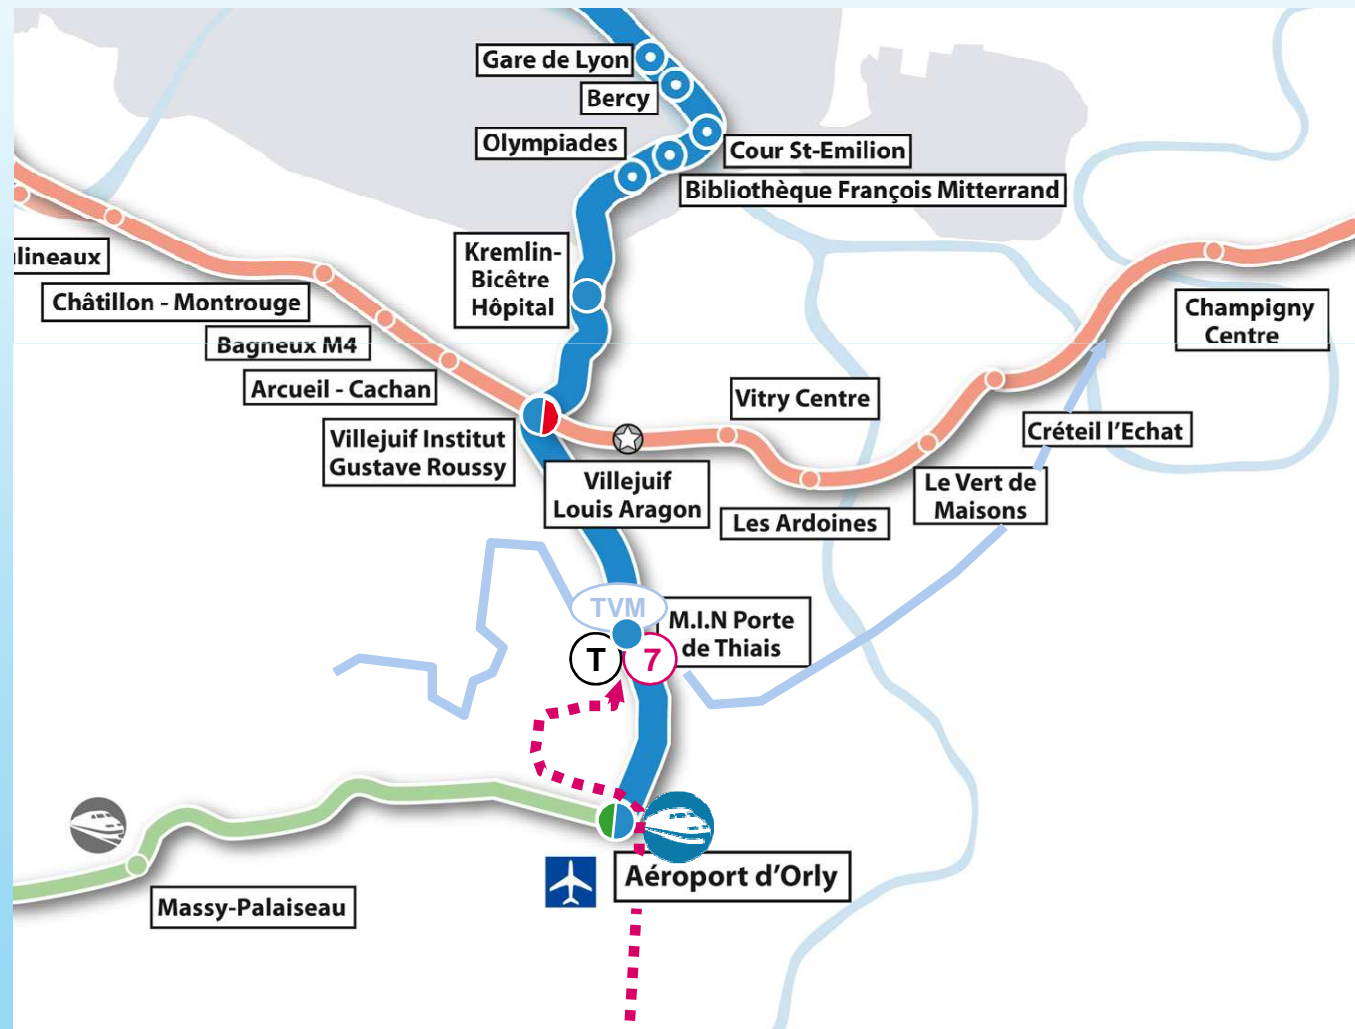 Gare de Lyon
Bercy
Olympiades
Cour St-Emilion
Bibliothèque François Mitterrand
Kremlin-
Bicêtre
Hôpital
lineaux
Châtillon - Montrouge
Bagneux M4
Arcueil - Cachan
Villejuif Institut
Gustave Roussy
Villejuif
Louis Aragon
Vitry Centre
Les Ardoines
Le Vert de
Maisons
Créteil l'Echat
Champigny
Centre
TVM
M.I.N Porte
de Thiais
T
7
Aéroport d'Orly
Massy-Palaiseau